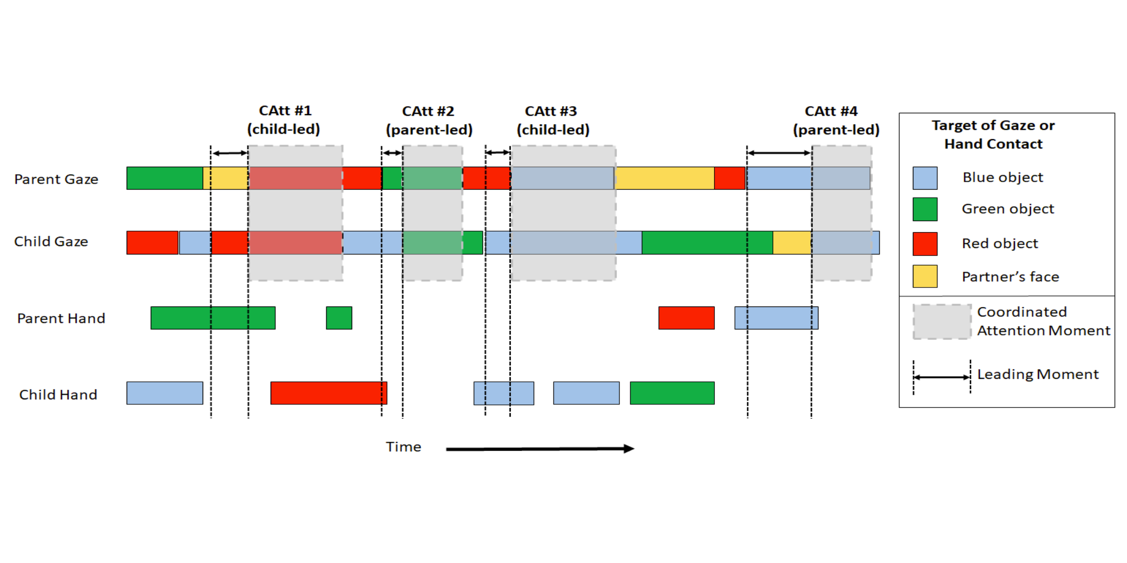 CAtt #1
(child-led)
CAtt #2
(parent-led)
CAtt #3
(child-led)
CAtt #4
(parent-led)
Parent Gaze
Child Gaze
Parent Hand
Child Hand
Time
Target of Gaze or
Hand Contact
Blue object
Green object
Red object
Partner's face
Coordinated
Attention Moment
Leading Moment